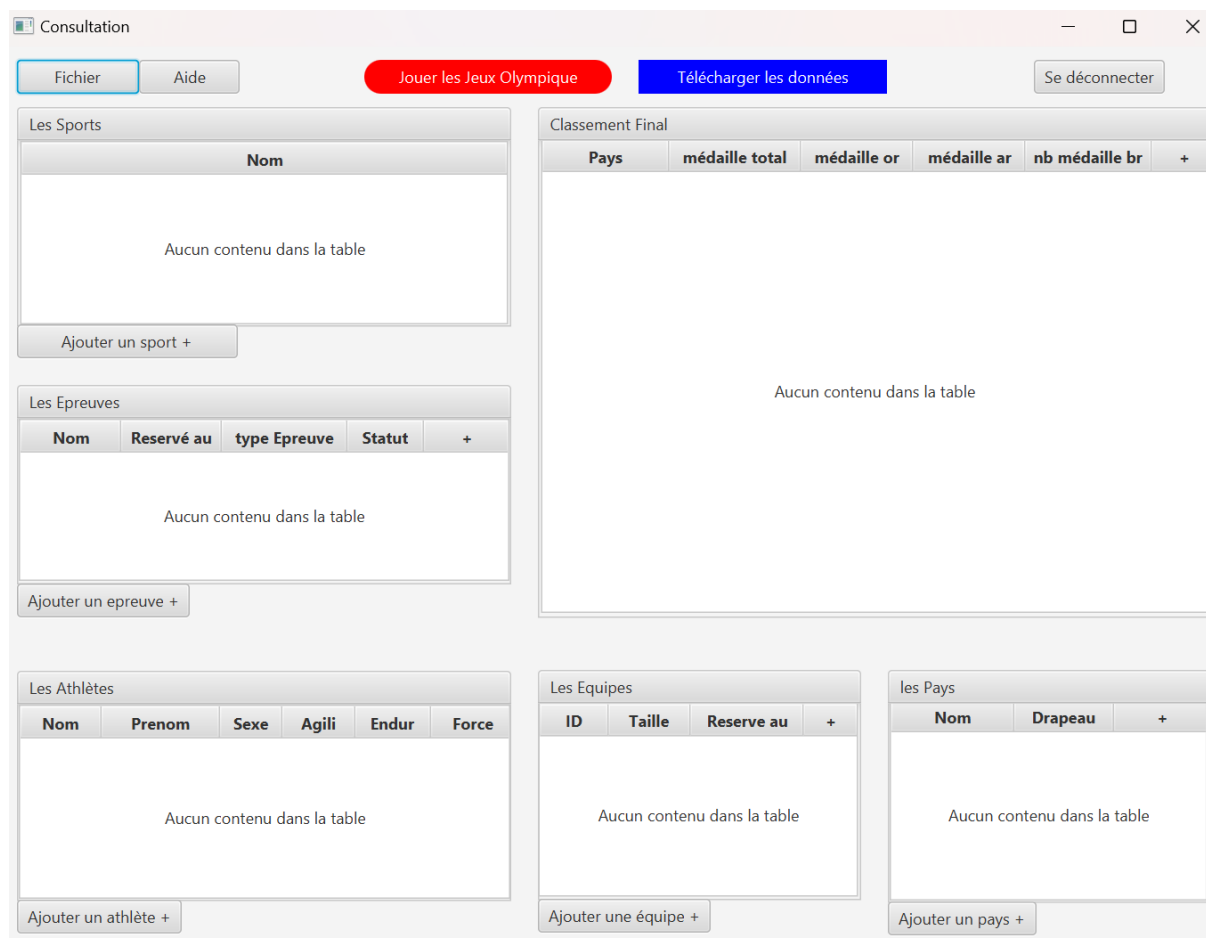 Consultation
Fichier Aide Jouer les Jeux Olympique Télécharger les données Se déconnecter
Les Sports
Nom
Aucun contenu dans la table
Ajouter un sport +
Classement Final
Pays médaille total médaille or médaille ar nb médaille br +
Aucun contenu dans la table
Les Epreuves
Nom Reservé au type Epreuve Statut +
Aucun contenu dans la table
Ajouter un epreuve +
Les Athlètes
Nom Prenom Sexe Agili Endur Force
Aucun contenu dans la table
Ajouter un athlète +
Les Equipes
ID Taille Reserve au +
Aucun contenu dans la table
Ajouter une équipe +
les Pays
Nom Drapeau +
Aucun contenu dans la table
Ajouter un pays +